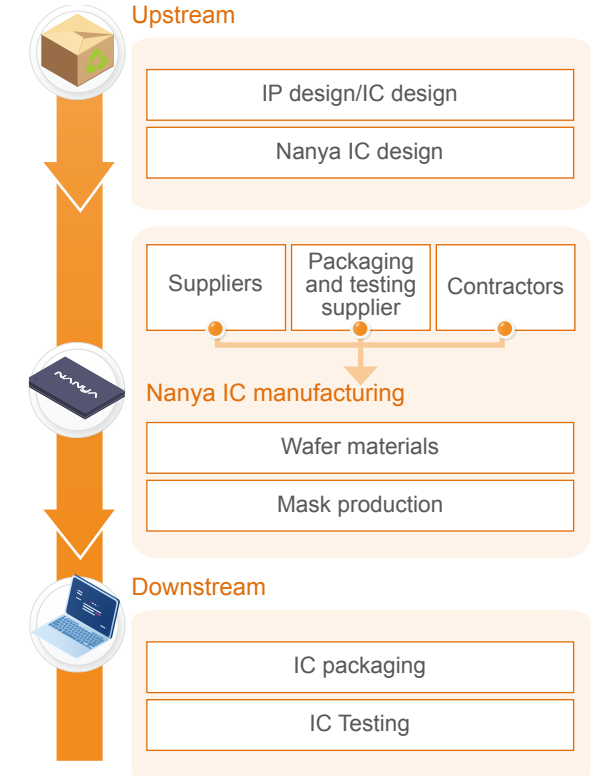 Upstream
IP design/IC design
Nanya IC design
Suppliers
Packaging
and testing
supplier
Contractors
NANYA
Nanya IC manufacturing
Wafer materials
Mask production
Downstream
IC packaging
IC Testing